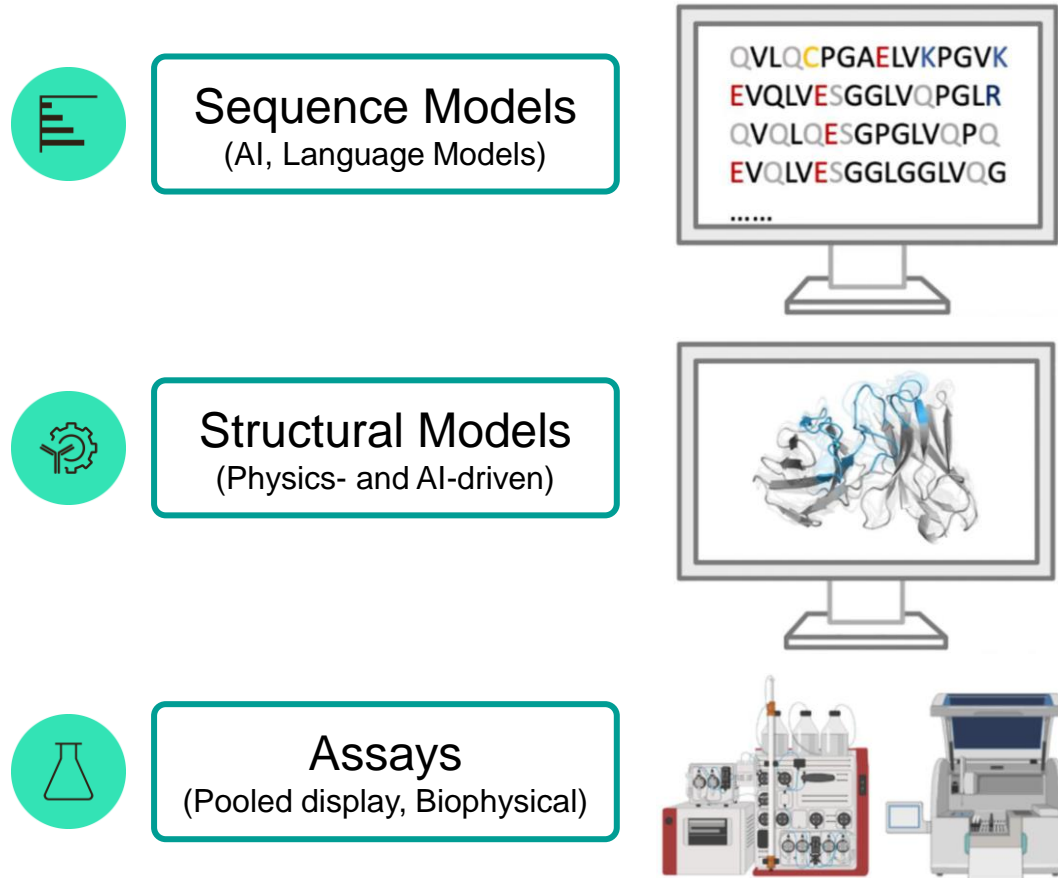 Sequence Models
(AI, Language Models)
QVLQCPGAELVKPGVK
EVQLVESGGLVQPGLR
QVQLQESGPGLVQPQ
EVQLVESGGLGGLVQG
......
Structural Models
(Physics- and AI-driven)
Assays
(Pooled display, Biophysical)